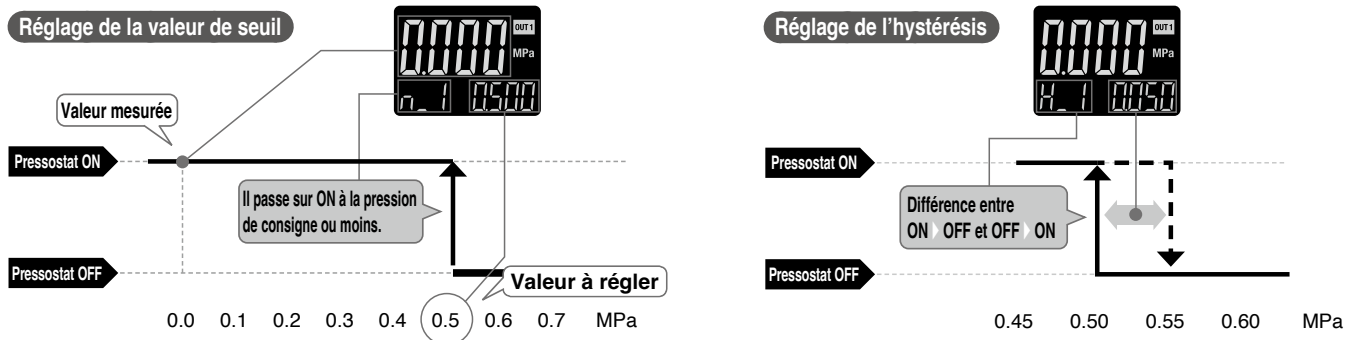 Réglage de la valeur de seuil
0.000
OUT1
MPa
n_1 0.500
Valeur mesurée
Pressostat ON
Il passe sur ON à la pression
de consigne ou moins.
Pressostat OFF
Valeur à régler
0.0 0.1 0.2 0.3 0.4 0.5 0.6 0.7 MPa
Réglage de l'hystérésis
0.000
OUT1
MPa
H_1 0.050
Pressostat ON
Différence entre
ON OFF et OFF ON
Pressostat OFF
0.45 0.50 0.55 0.60 MPa